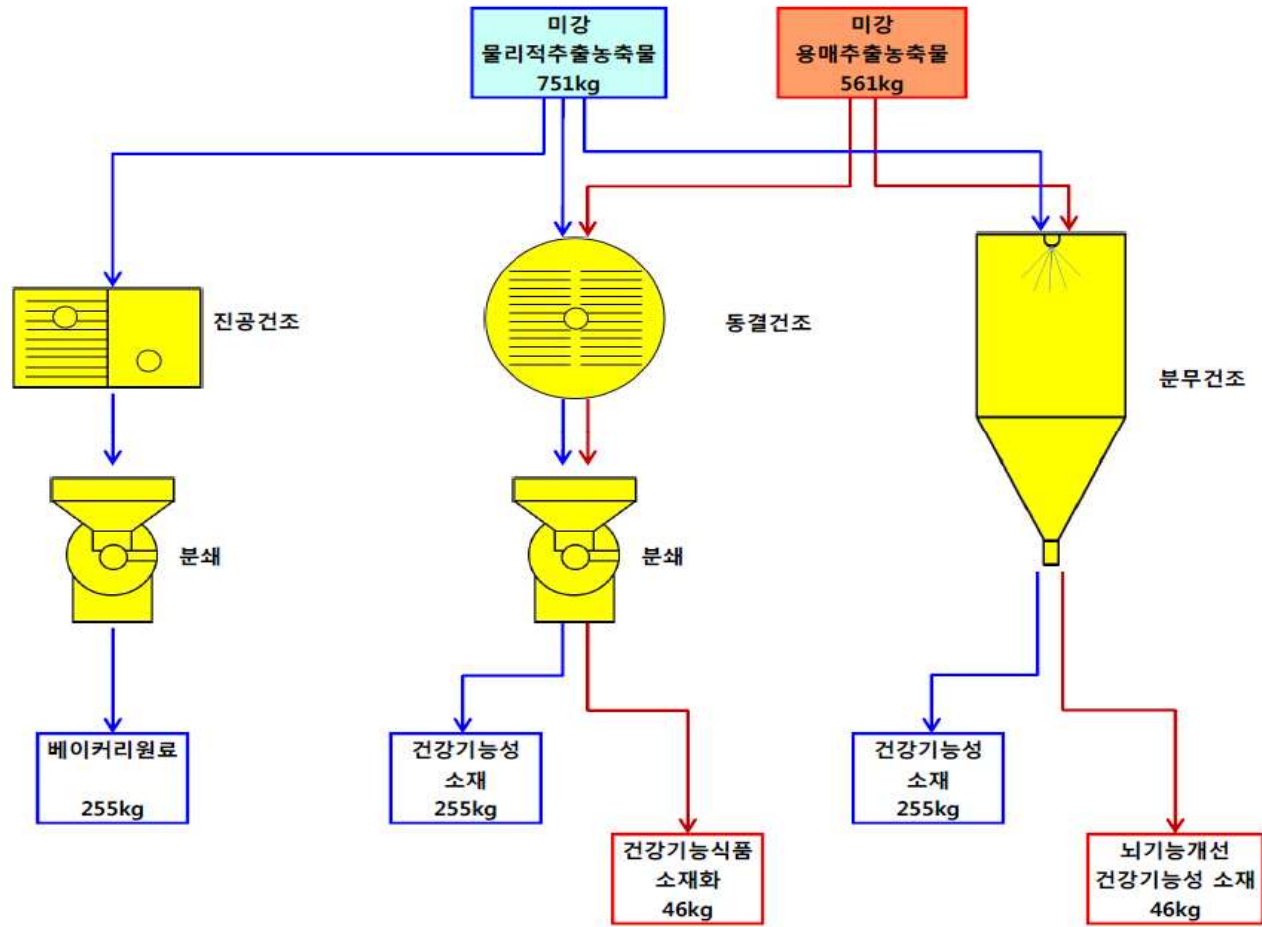 미강
물리적추출농축물
751kg
미강
용매추출농축물
561kg
진공건조
동결건조
분무건조
분쇄
분쇄
베이커리원료
255kg
건강기능성
소재
255kg
건강기능성
소재
255kg
건강기능식품
소재화
46kg
뇌기능개선
건강기능성 소재
46kg